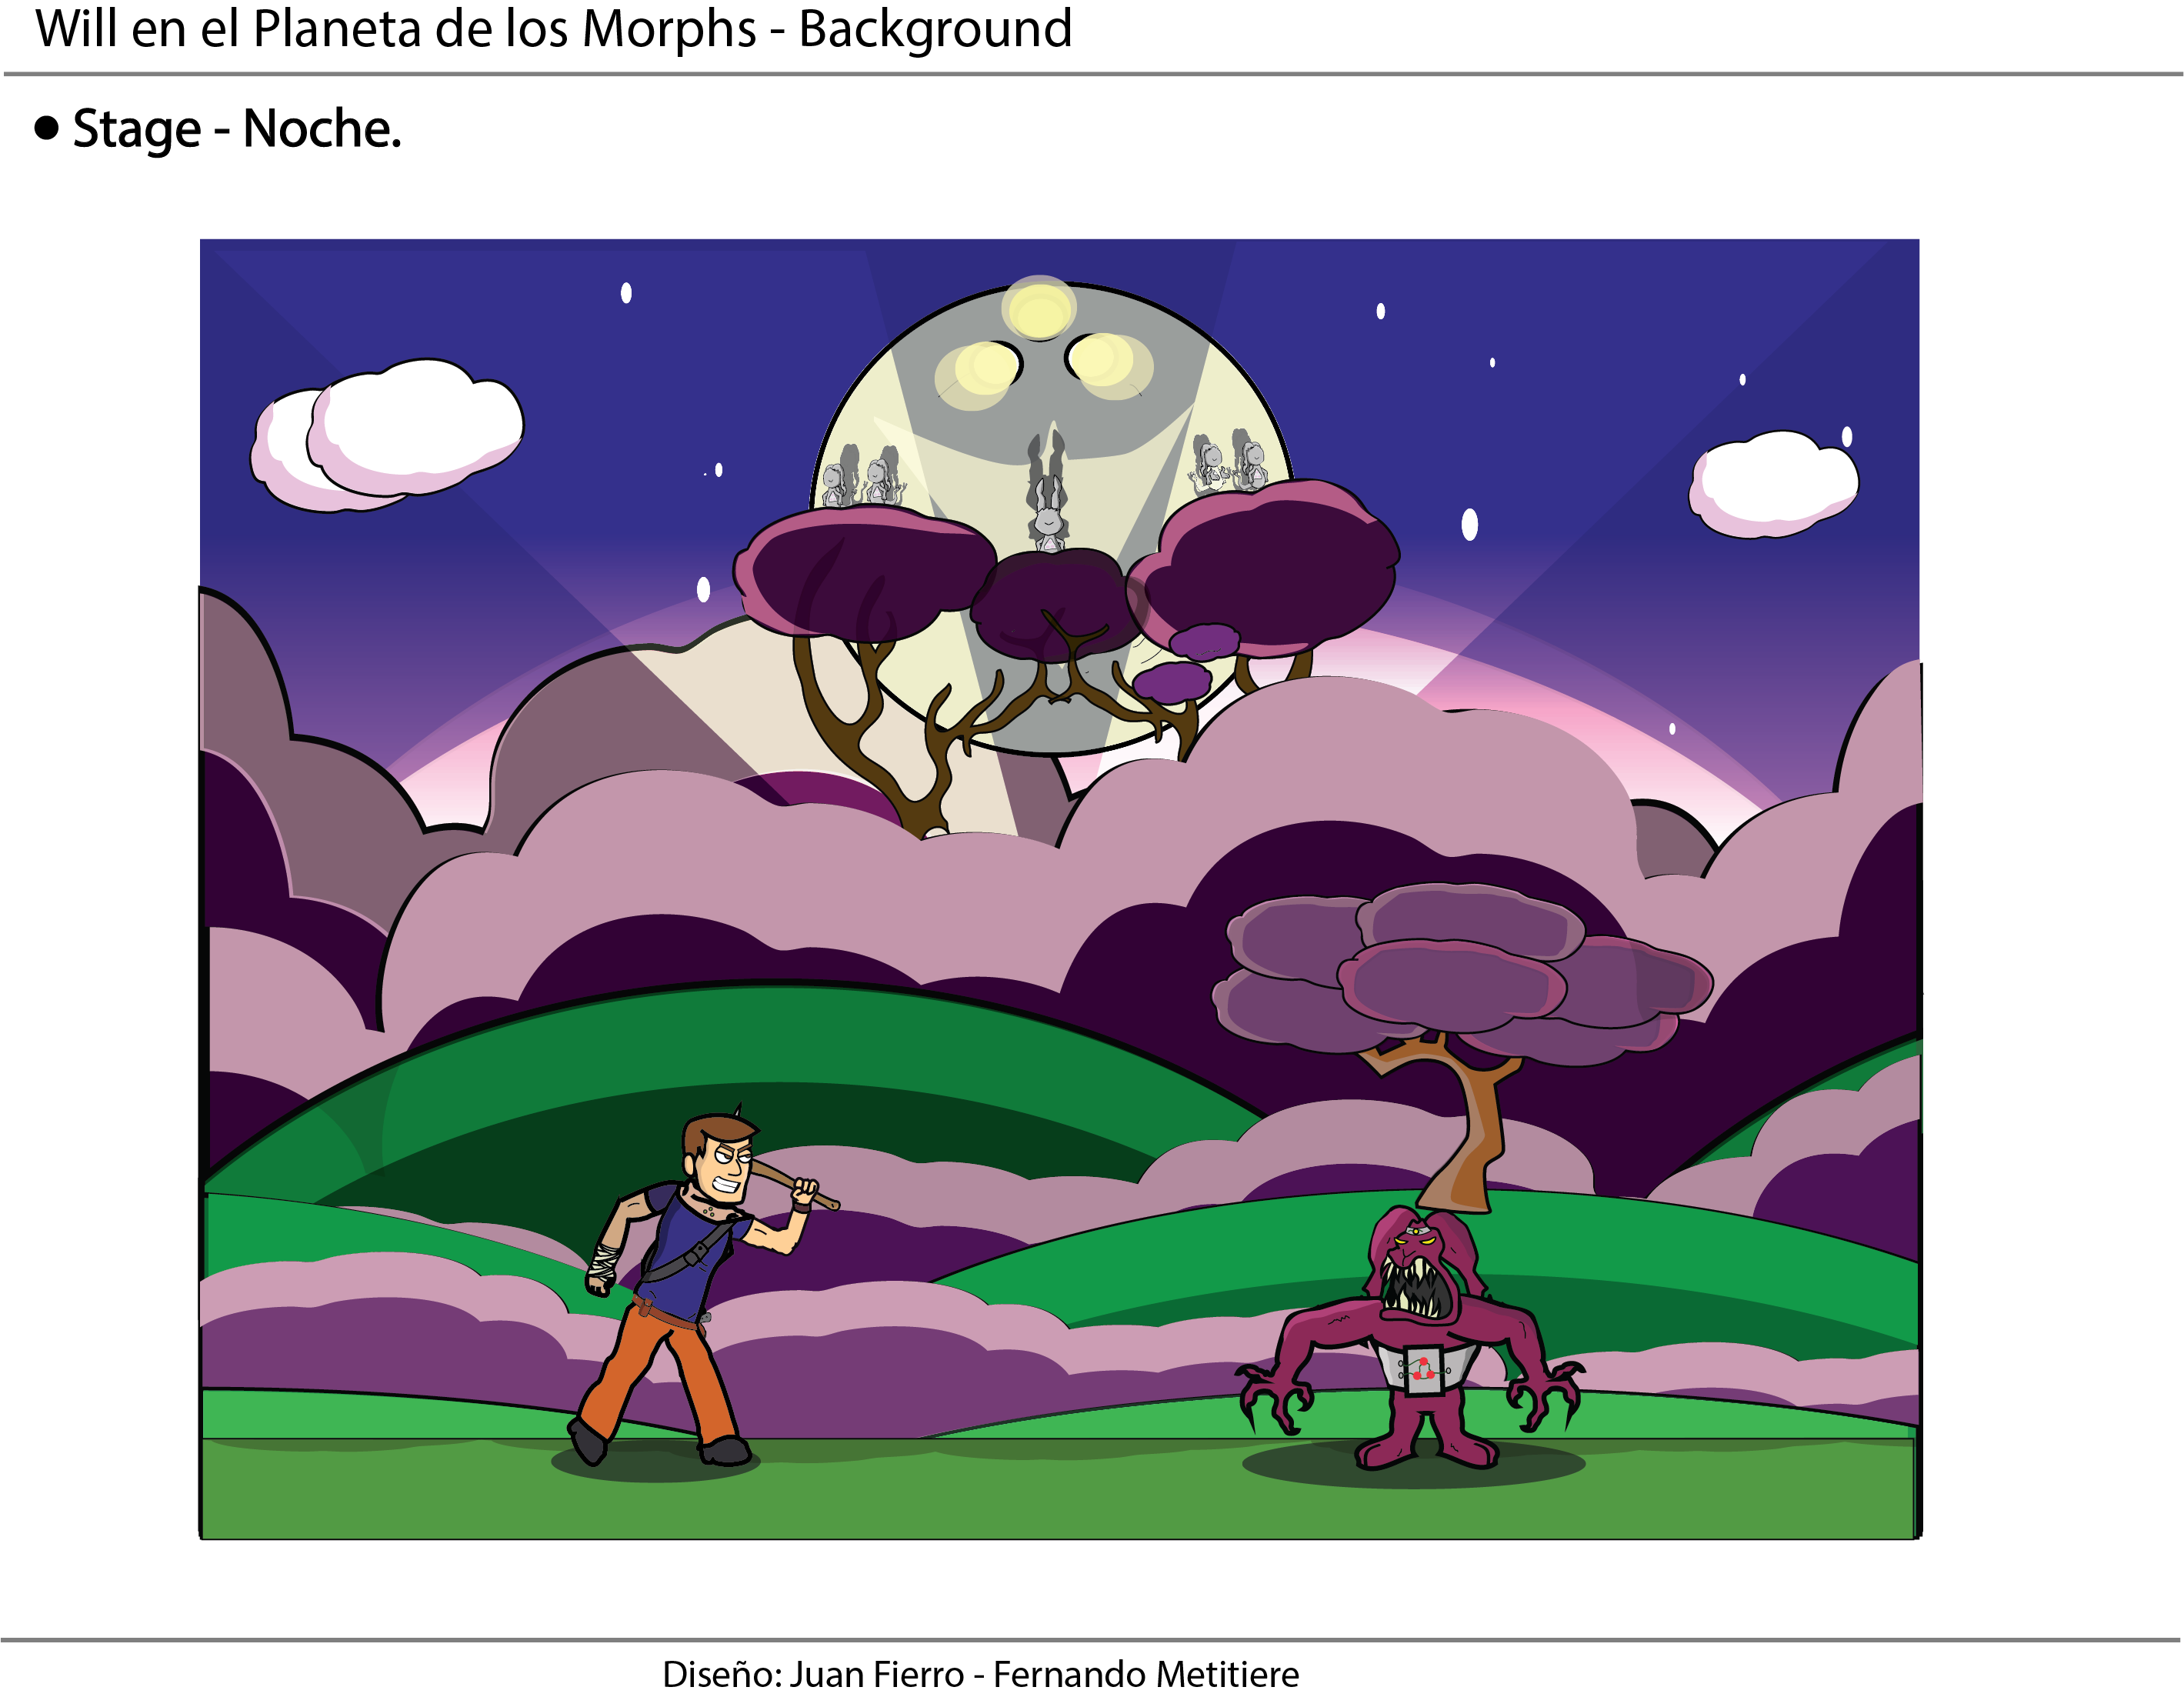 Will en el Planeta de los Morphs - Background
● Stage - Noche.
Diseño: Juan Fierro - Fernando Metitiere